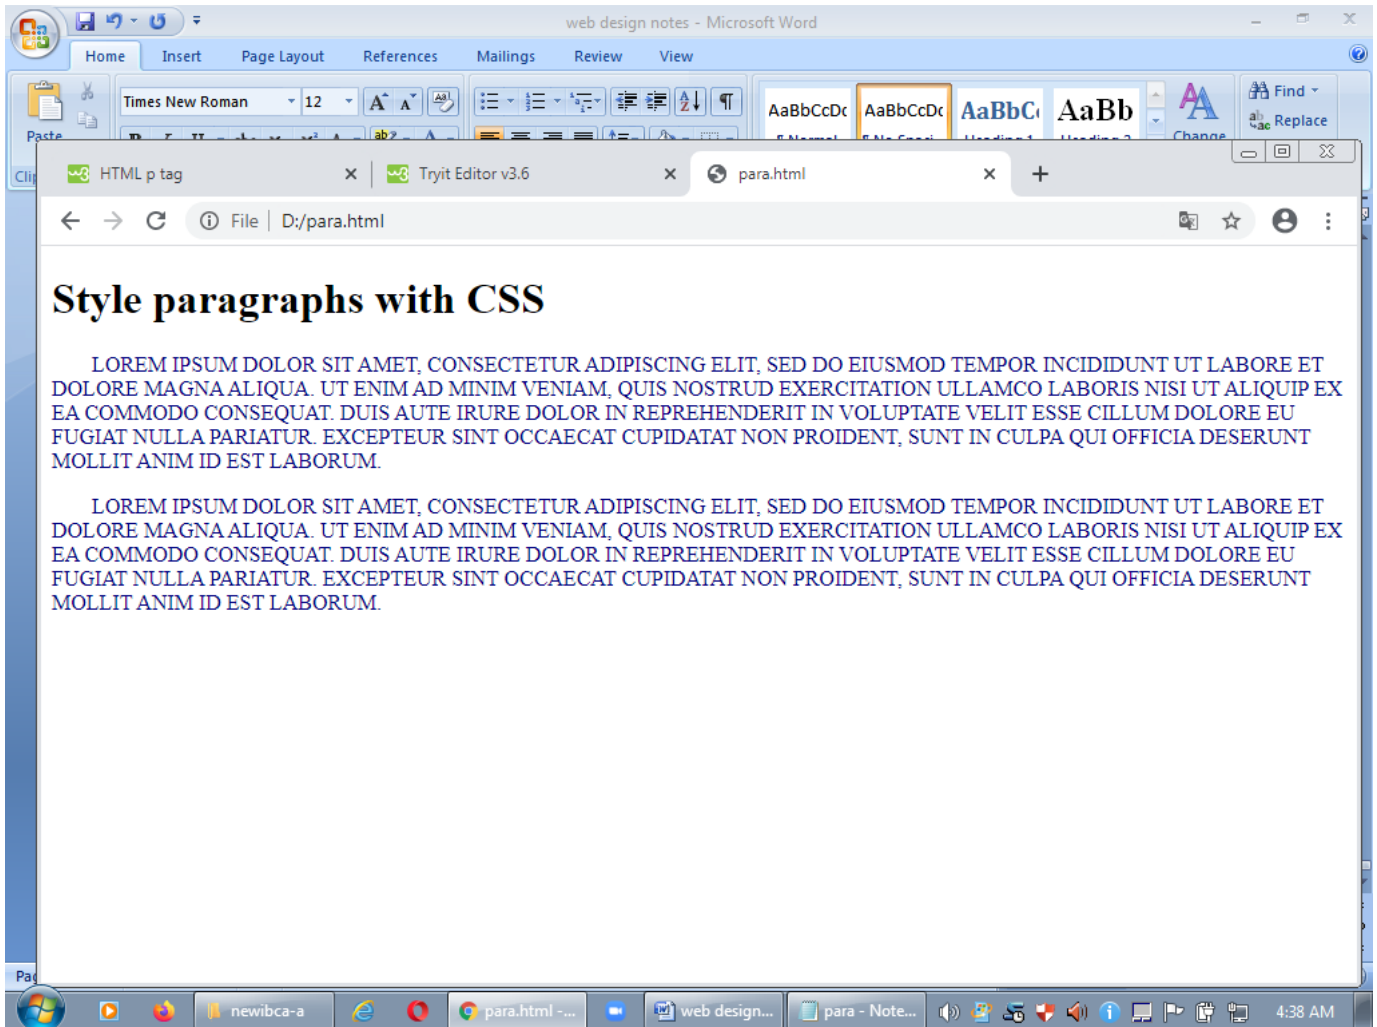 web design notes - Microsoft Word
Home Insert Page Layout References Mailings Review View
Times New Roman 12
AaBbCcDc AaBbCcDc AaBbC AaBb
Find
Replace
Paste
Change
HTML p tag
Tryit Editor v3.6
para.html
File D:/para.html
Style paragraphs with CSS
LOREM IPSUM DOLOR SIT AMET, CONSECTETUR ADIPISCING ELIT, SED DO EIUSMOD TEMPOR INCIDIDUNT UT LABORE ET
DOLORE MAGNA ALIQUA. UT ENIM AD MINIM VENIAM, QUIS NOSTRUD EXERCITATION ULLAMCO LABORIS NISI UT ALIQUIP EX
EA COMMODO CONSEQUAT. DUIS AUTE IRURE DOLOR IN REPREHENDERIT IN VOLUPTATE VELIT ESSE CILLUM DOLORE EU
FUGIAT NULLA PARIATUR. EXCEPTEUR SINT OCCAECAT CUPIDATAT NON PROIDENT, SUNT IN CULPA QUI OFFICIA DESERUNT
MOLLIT ANIM ID EST LABORUM.
LOREM IPSUM DOLOR SIT AMET, CONSECTETUR ADIPISCING ELIT, SED DO EIUSMOD TEMPOR INCIDIDUNT UT LABORE ET
DOLORE MAGNA ALIQUA. UT ENIM AD MINIM VENIAM, QUIS NOSTRUD EXERCITATION ULLAMCO LABORIS NISI UT ALIQUIP EX
EA COMMODO CONSEQUAT. DUIS AUTE IRURE DOLOR IN REPREHENDERIT IN VOLUPTATE VELIT ESSE CILLUM DOLORE EU
FUGIAT NULLA PARIATUR. EXCEPTEUR SINT OCCAECAT CUPIDATAT NON PROIDENT, SUNT IN CULPA QUI OFFICIA DESERUNT
MOLLIT ANIM ID EST LABORUM.
newibca-a para.html -... web design... para - Note... 4:38 AM